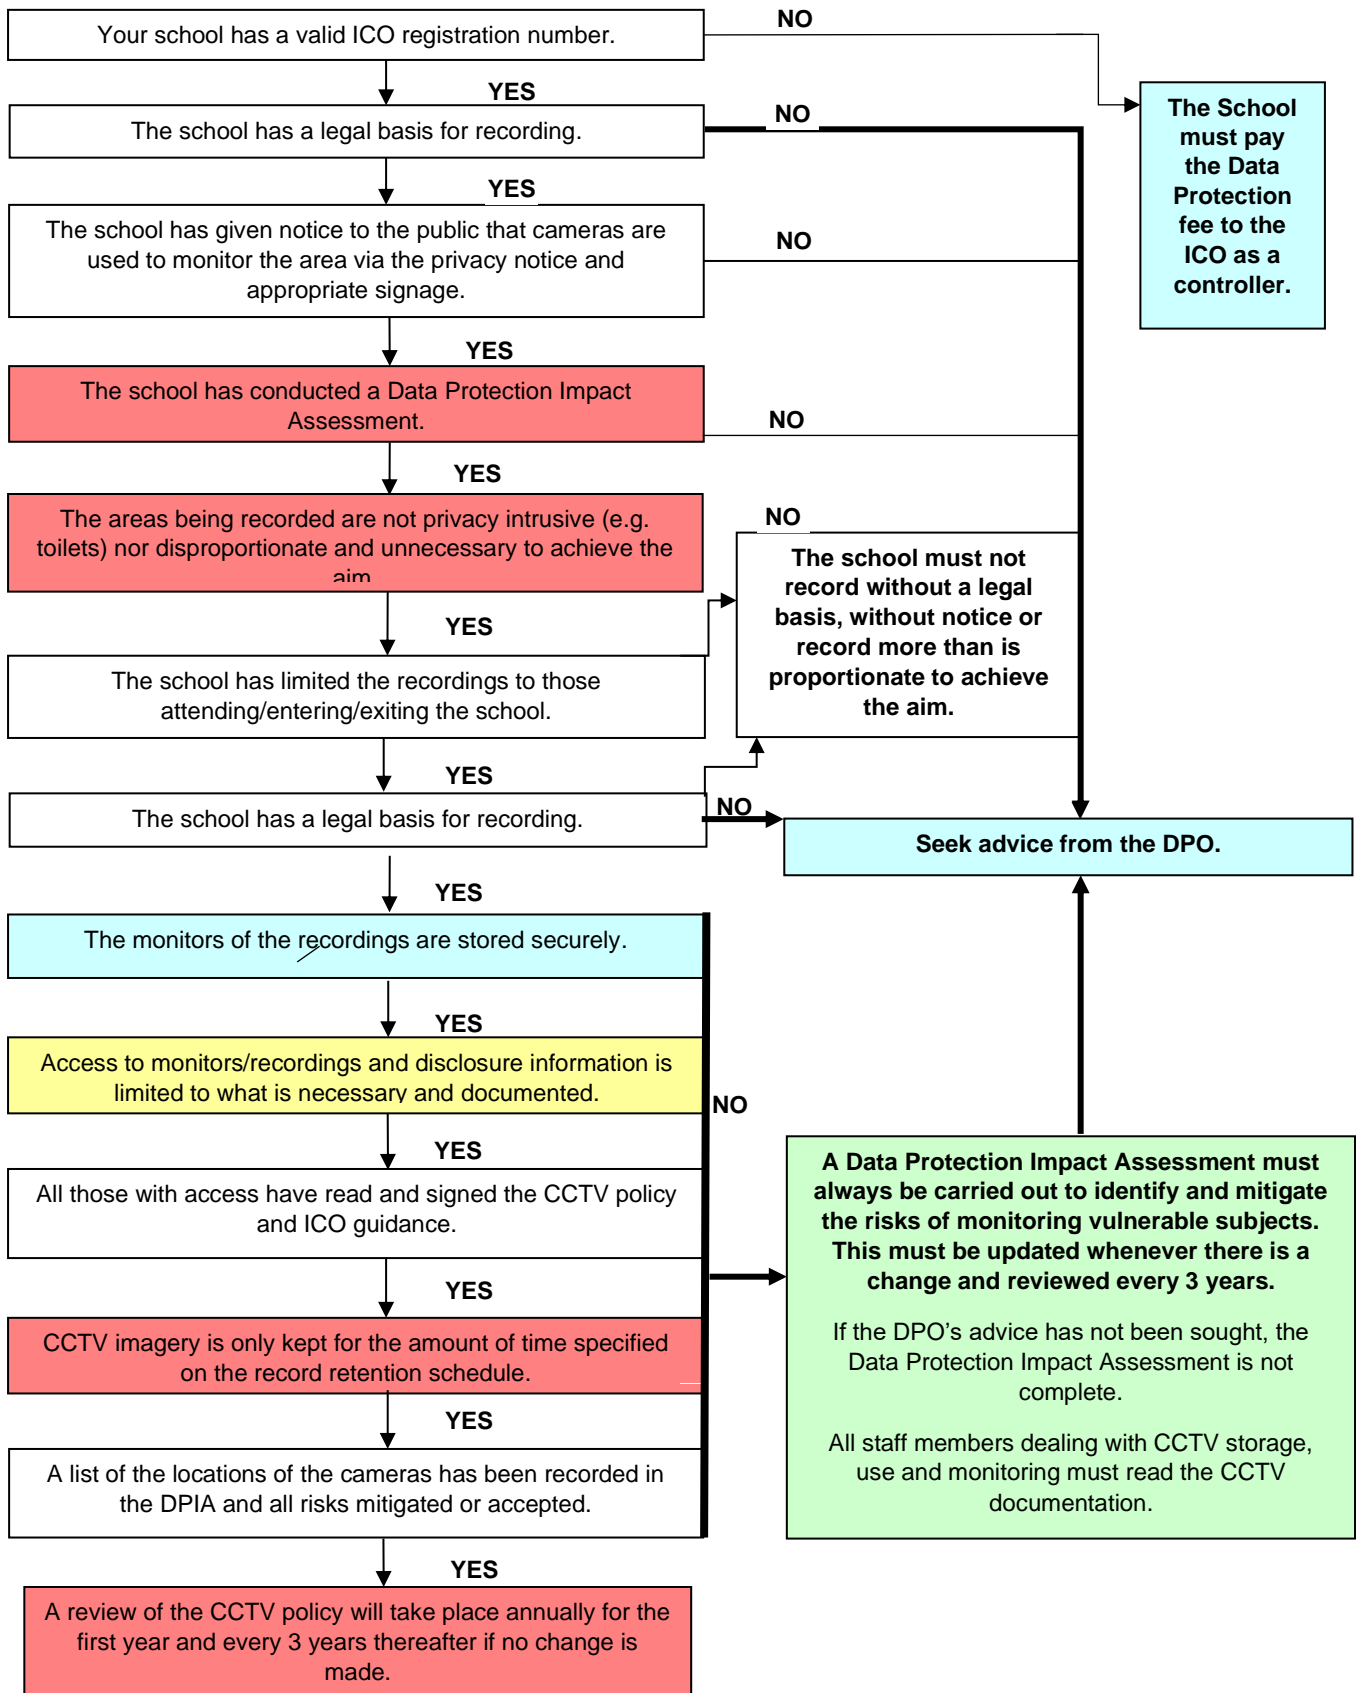 NO
Your school has a valid ICO registration number.
YES
The school has a legal basis for recording.
NO
The School
must pay
the Data
Protection
fee to the
ICO as a
controller.
YES
The school has given notice to the public that cameras are
used to monitor the area via the privacy notice and
appropriate signage.
NO
YES
The school has conducted a Data Protection Impact
Assessment.
NO
YES
The areas being recorded are not privacy intrusive (e.g.
toilets) nor disproportionate and unnecessary to achieve the
aim
NO
The school must not
record without a legal
basis, without notice or
record more than is
proportionate to achieve
the aim.
YES
The school has limited the recordings to those
attending/entering/exiting the school.
YES
The school has a legal basis for recording.
NO
Seek advice from the DPO.
YES
The monitors of the recordings are stored securely.
YES
Access to monitors/recordings and disclosure information is
limited to what is necessary and documented.
NO
YES
All those with access have read and signed the CCTV policy
and ICO guidance.
YES
CCTV imagery is only kept for the amount of time specified
on the record retention schedule.
YES
A list of the locations of the cameras has been recorded in
the DPIA and all risks mitigated or accepted.
A Data Protection Impact Assessment must
always be carried out to identify and mitigate
the risks of monitoring vulnerable subjects.
This must be updated whenever there is a
change and reviewed every 3 years.
If the DPO’s advice has not been sought, the
Data Protection Impact Assessment is not
complete.
All staff members dealing with CCTV storage,
use and monitoring must read the CCTV
documentation.
YES
A review of the CCTV policy will take place annually for the
first year and every 3 years thereafter if no change is
made.